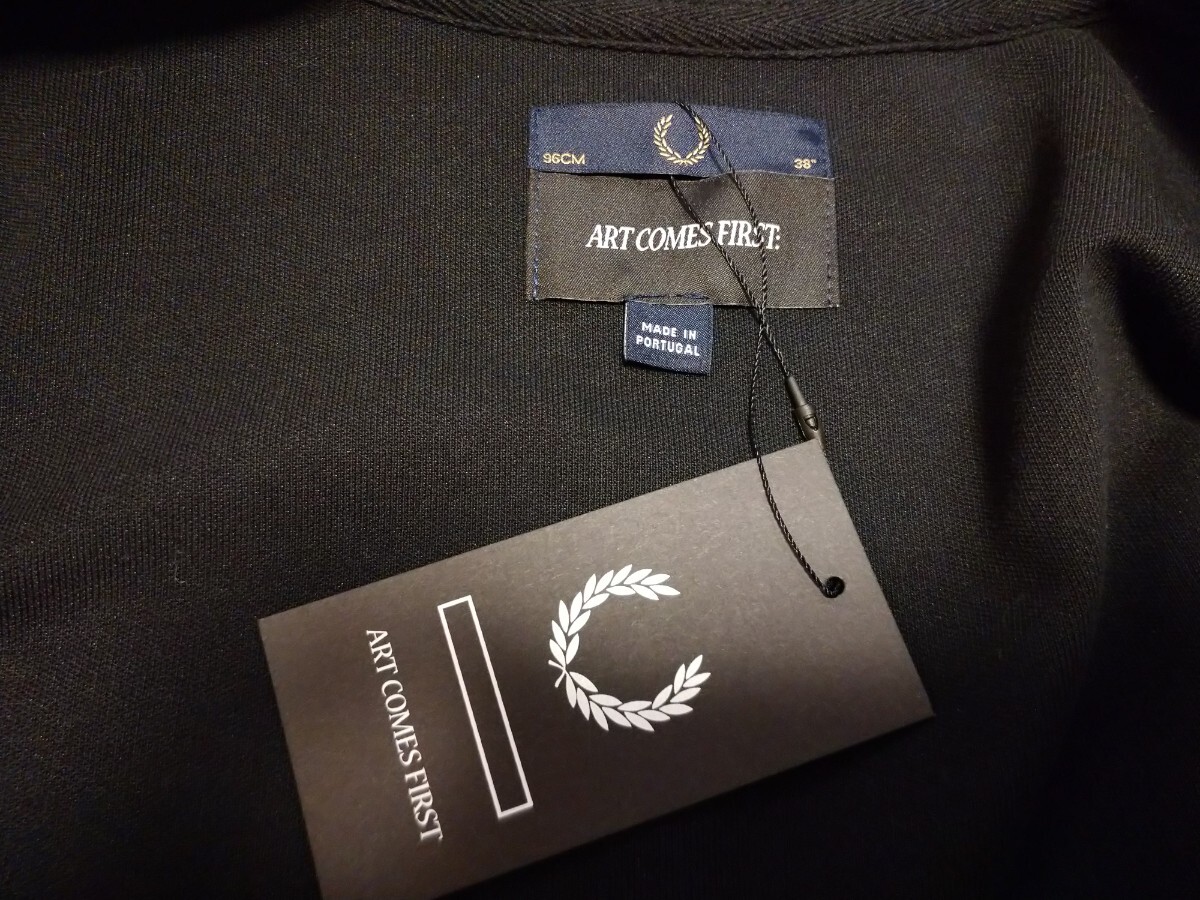 96CM
38"
ART COMES FIRST:
MADE IN
PORTUGAL
ART COMES FIRST